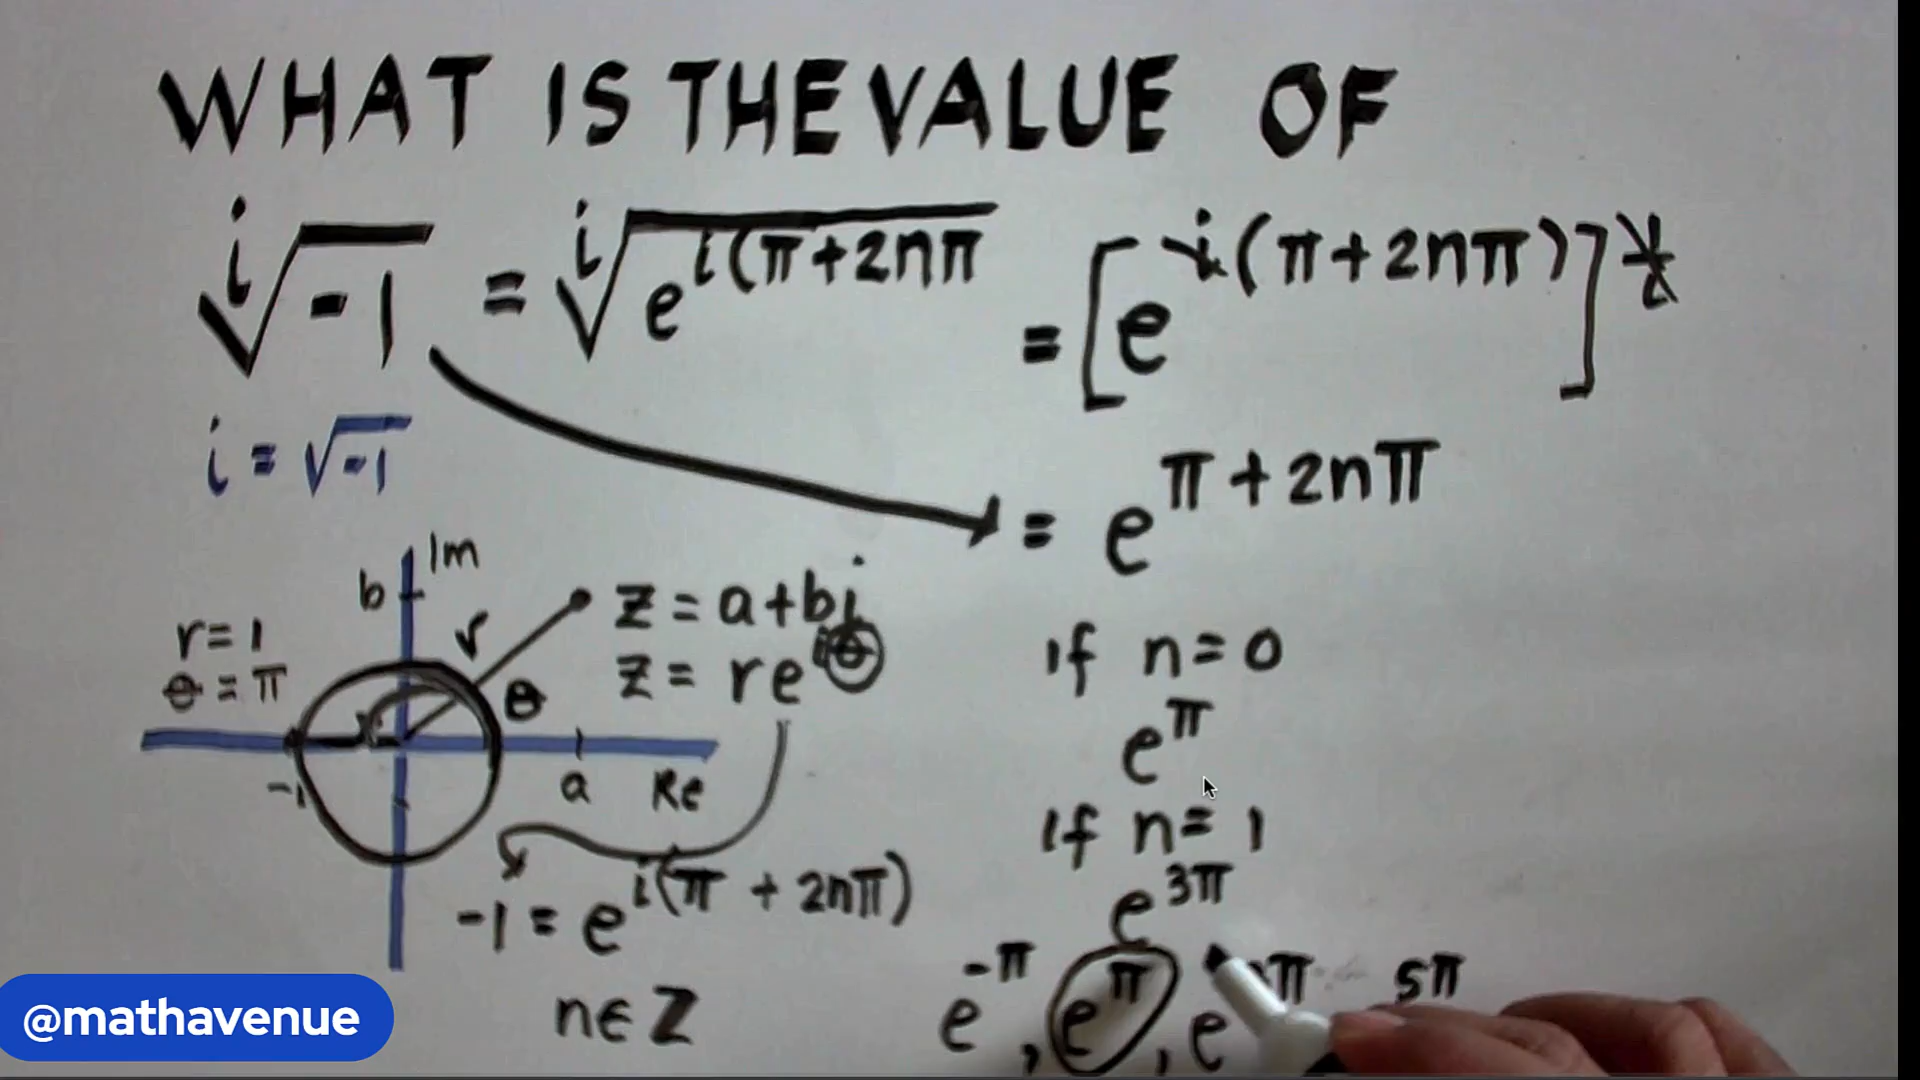 WHAT IS THE VALUE OF
ⁱ√-1 = ⁱ√e^i(π+2nπ = [e^i(π+2nπ)]^1/i
i = √-1
= e^π+2nπ
Im
b
r
z = a+bi
r=1
θ=π
z = re^iθ
θ
-1
a
Re
-1 = e^i(π + 2nπ)
n∈Z
if n=0
e^π
if n=1
e^3π
e^-π, e^π, e π 5π
@mathavenue